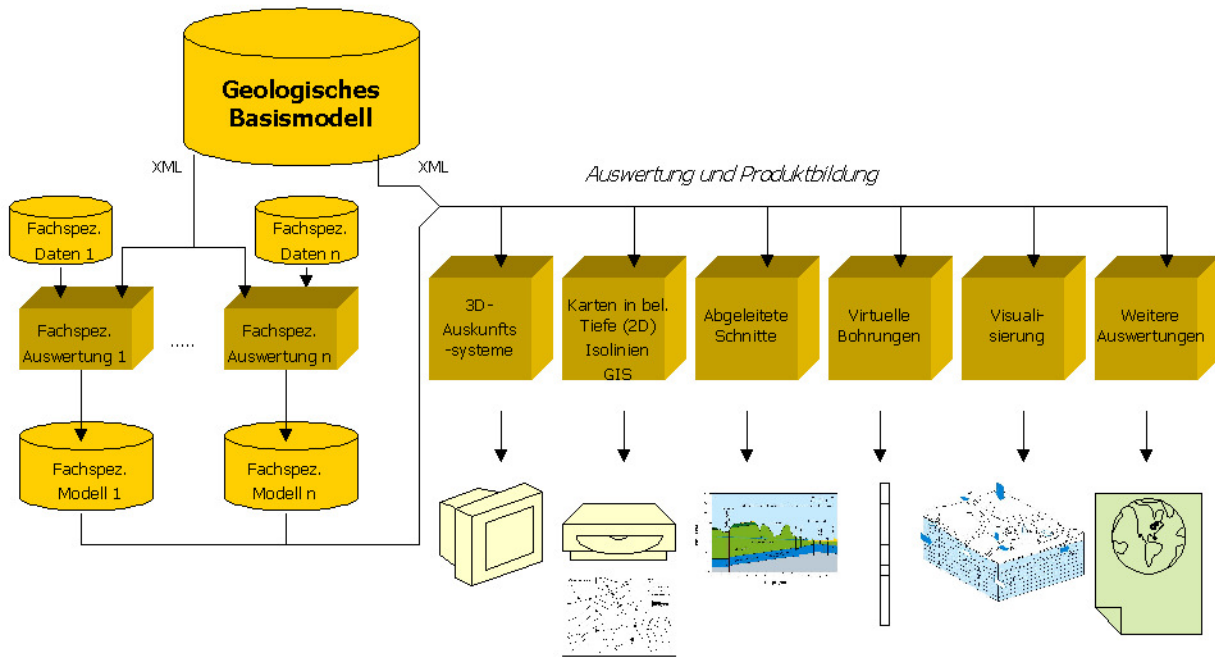 Geologisches
Basismodell
XML
XML
Auswertung und Produktbildung
Fachspez.
Daten 1
Fachspez.
Daten n
Fachspez.
Auswertung 1
.....
Fachspez.
Auswertung n
Fachspez.
Modell 1
Fachspez.
Modell n
3D-
Auskunfts
-systeme
Karten in bel.
Tiefe (2D)
Isolinien
GIS
Abgeleitete
Schnitte
Virtuelle
Bohrungen
Visuali-
sierung
Weitere
Auswertungen